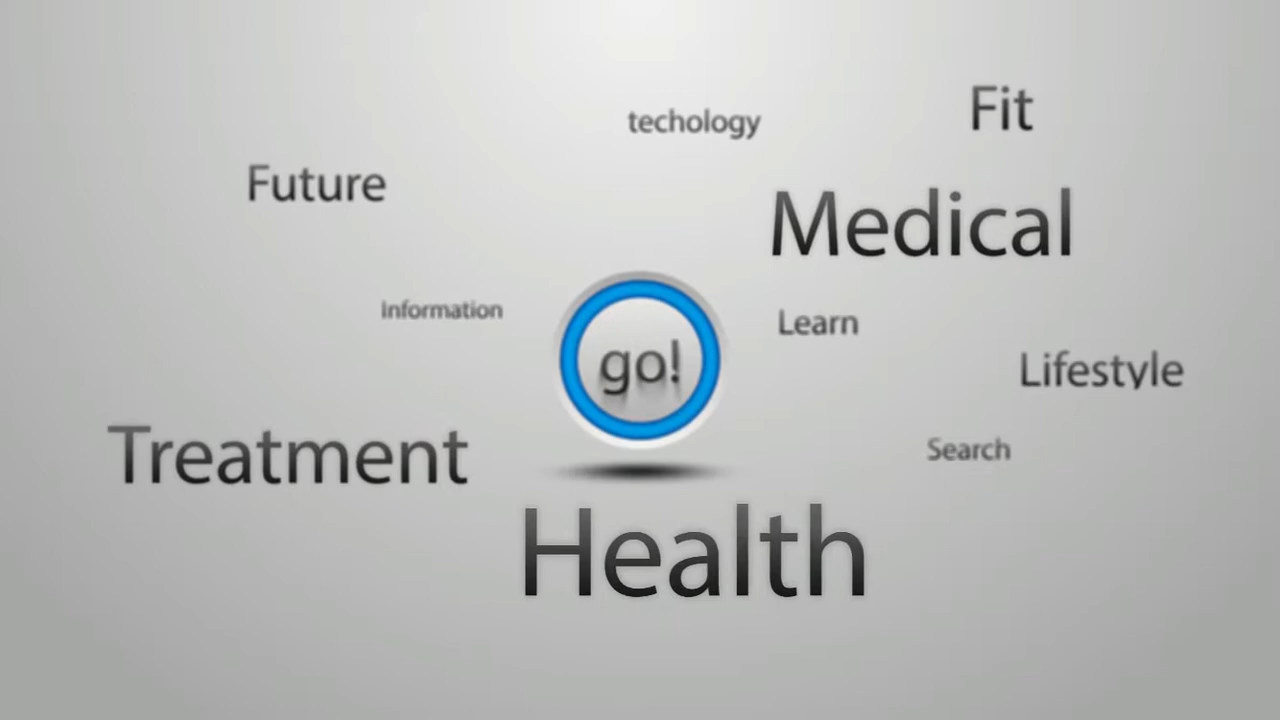 Fit
techology
Future
Medical
Information
Learn
go!
Lifestyle
Treatment
Search
Health